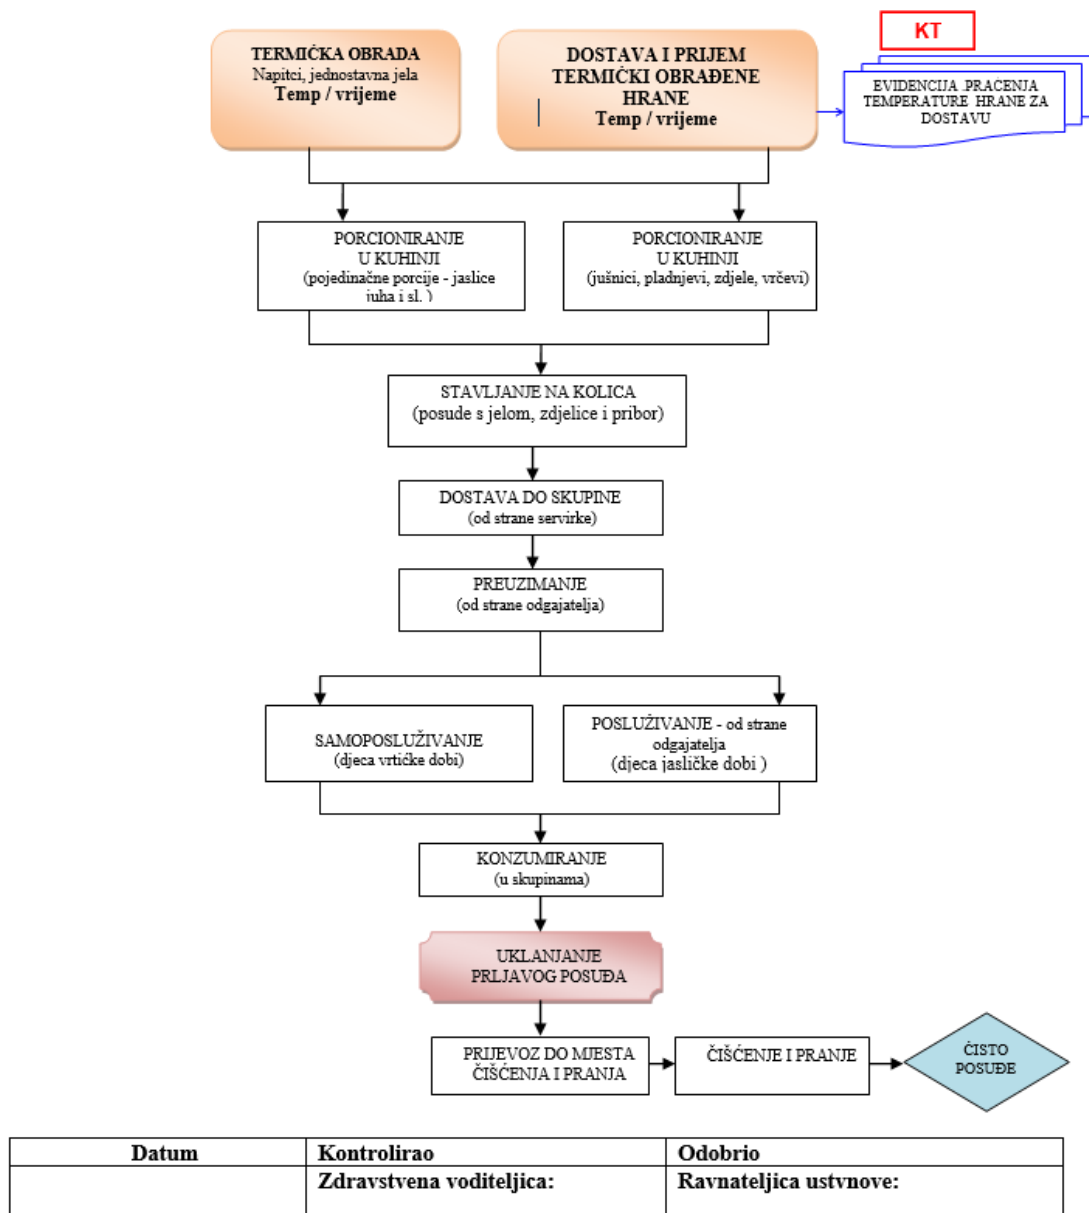 KT
TERMIČKA OBRADA
Napitci, jednostavna jela
Temp / vrijeme
DOSTAVA I PRIJEM
TERMIČKI OBRAĐENE
HRANE
Temp / vrijeme
EVIDENCIJA PRAĆENJA
TEMPERATURE HRANE ZA
DOSTAVU
PORCIONIRANJE
U KUHINJI
(pojedinačne porcije - jaslice
juha i sl. )
PORCIONIRANJE
U KUHINJI
(jušnici, pladnjevi, zdjele, vrčevi)
STAVLJANJE NA KOLICA
(posude s jelom, zdjelice i pribor)
DOSTAVA DO SKUPINE
(od strane servirke)
PREUZIMANJE
(od strane odgajatelja)
SAMOPOSLUŽIVANJE
(djeca vrtićke dobi)
POSLUŽIVANJE - od strane
odgajatelja
(djeca jasličke dobi )
KONZUMIRANJE
(u skupinama)
UKLANJANJE
PRLJAVOG POSUĐA
PRIJEVOZ DO MJESTA
ČIŠĆENJA I PRANJA
ČIŠĆENJE I PRANJE
ČISTO
POSUĐE
Datum Kontrolirao Odobrio
Zdravstvena voditeljica: Ravnateljica ustvnove: